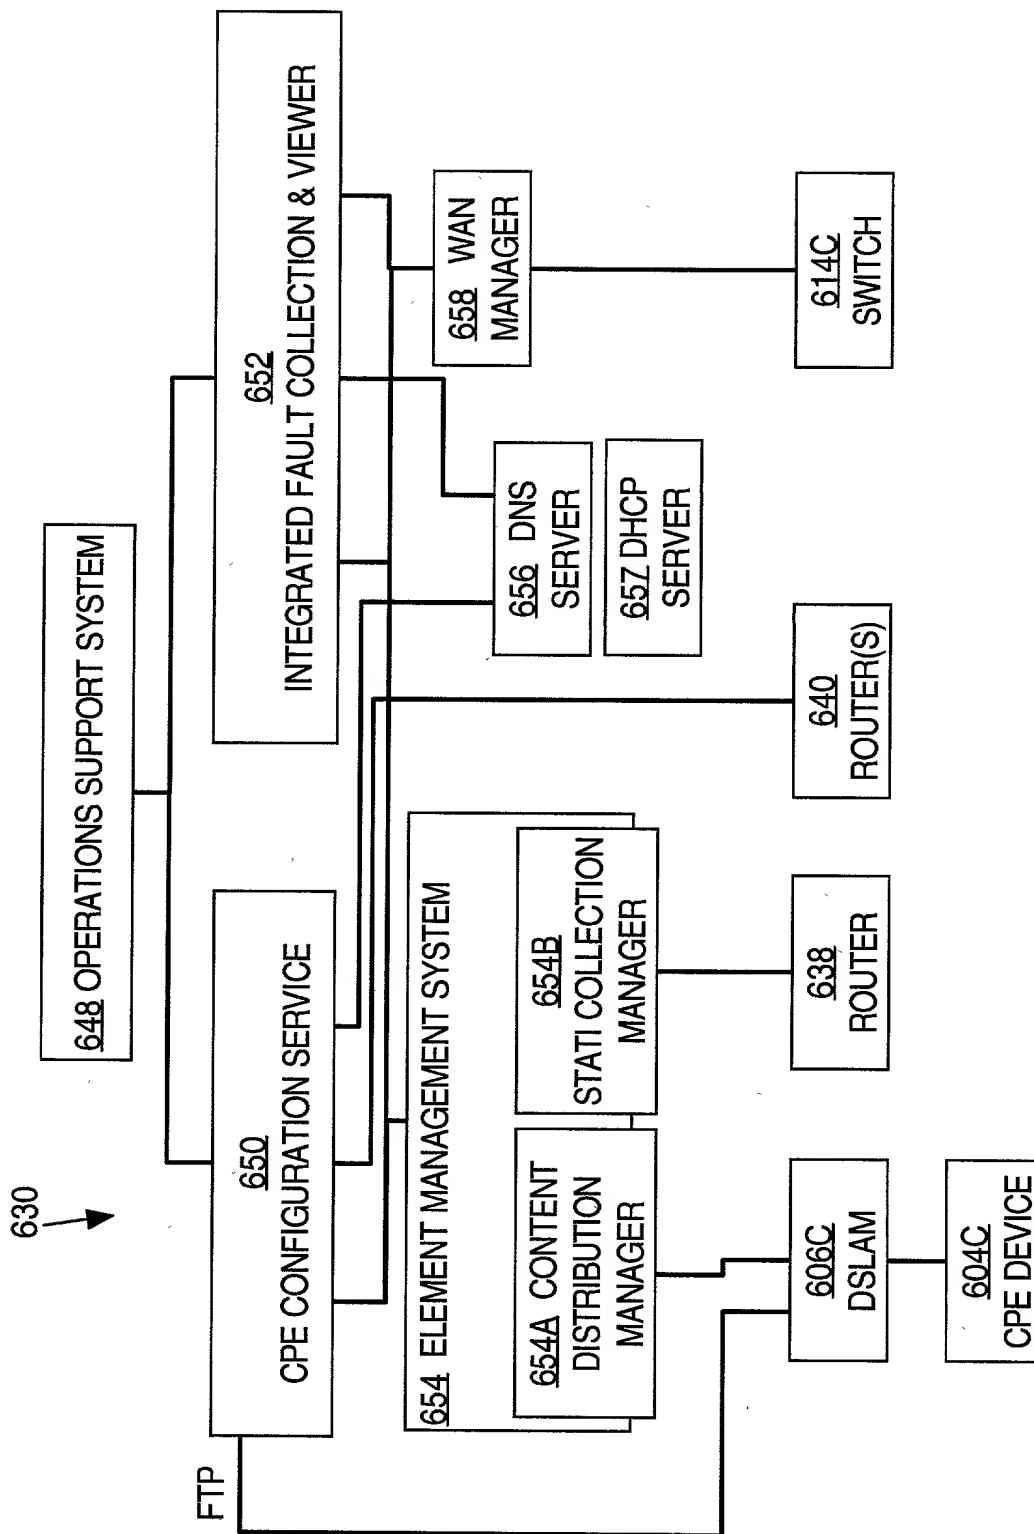 630
648 OPERATIONS SUPPORT SYSTEM
FTP
650
CPE CONFIGURATION SERVICE
652
INTEGRATED FAULT COLLECTION & VIEWER
654 ELEMENT MANAGEMENT SYSTEM
654A CONTENT
DISTRIBUTION
MANAGER
654B
STATI COLLECTION
MANAGER
656 DNS
SERVER
657 DHCP
SERVER
658 WAN
MANAGER
606C
DSLAM
638
ROUTER
640
ROUTER(S)
614C
SWITCH
604C
CPE DEVICE